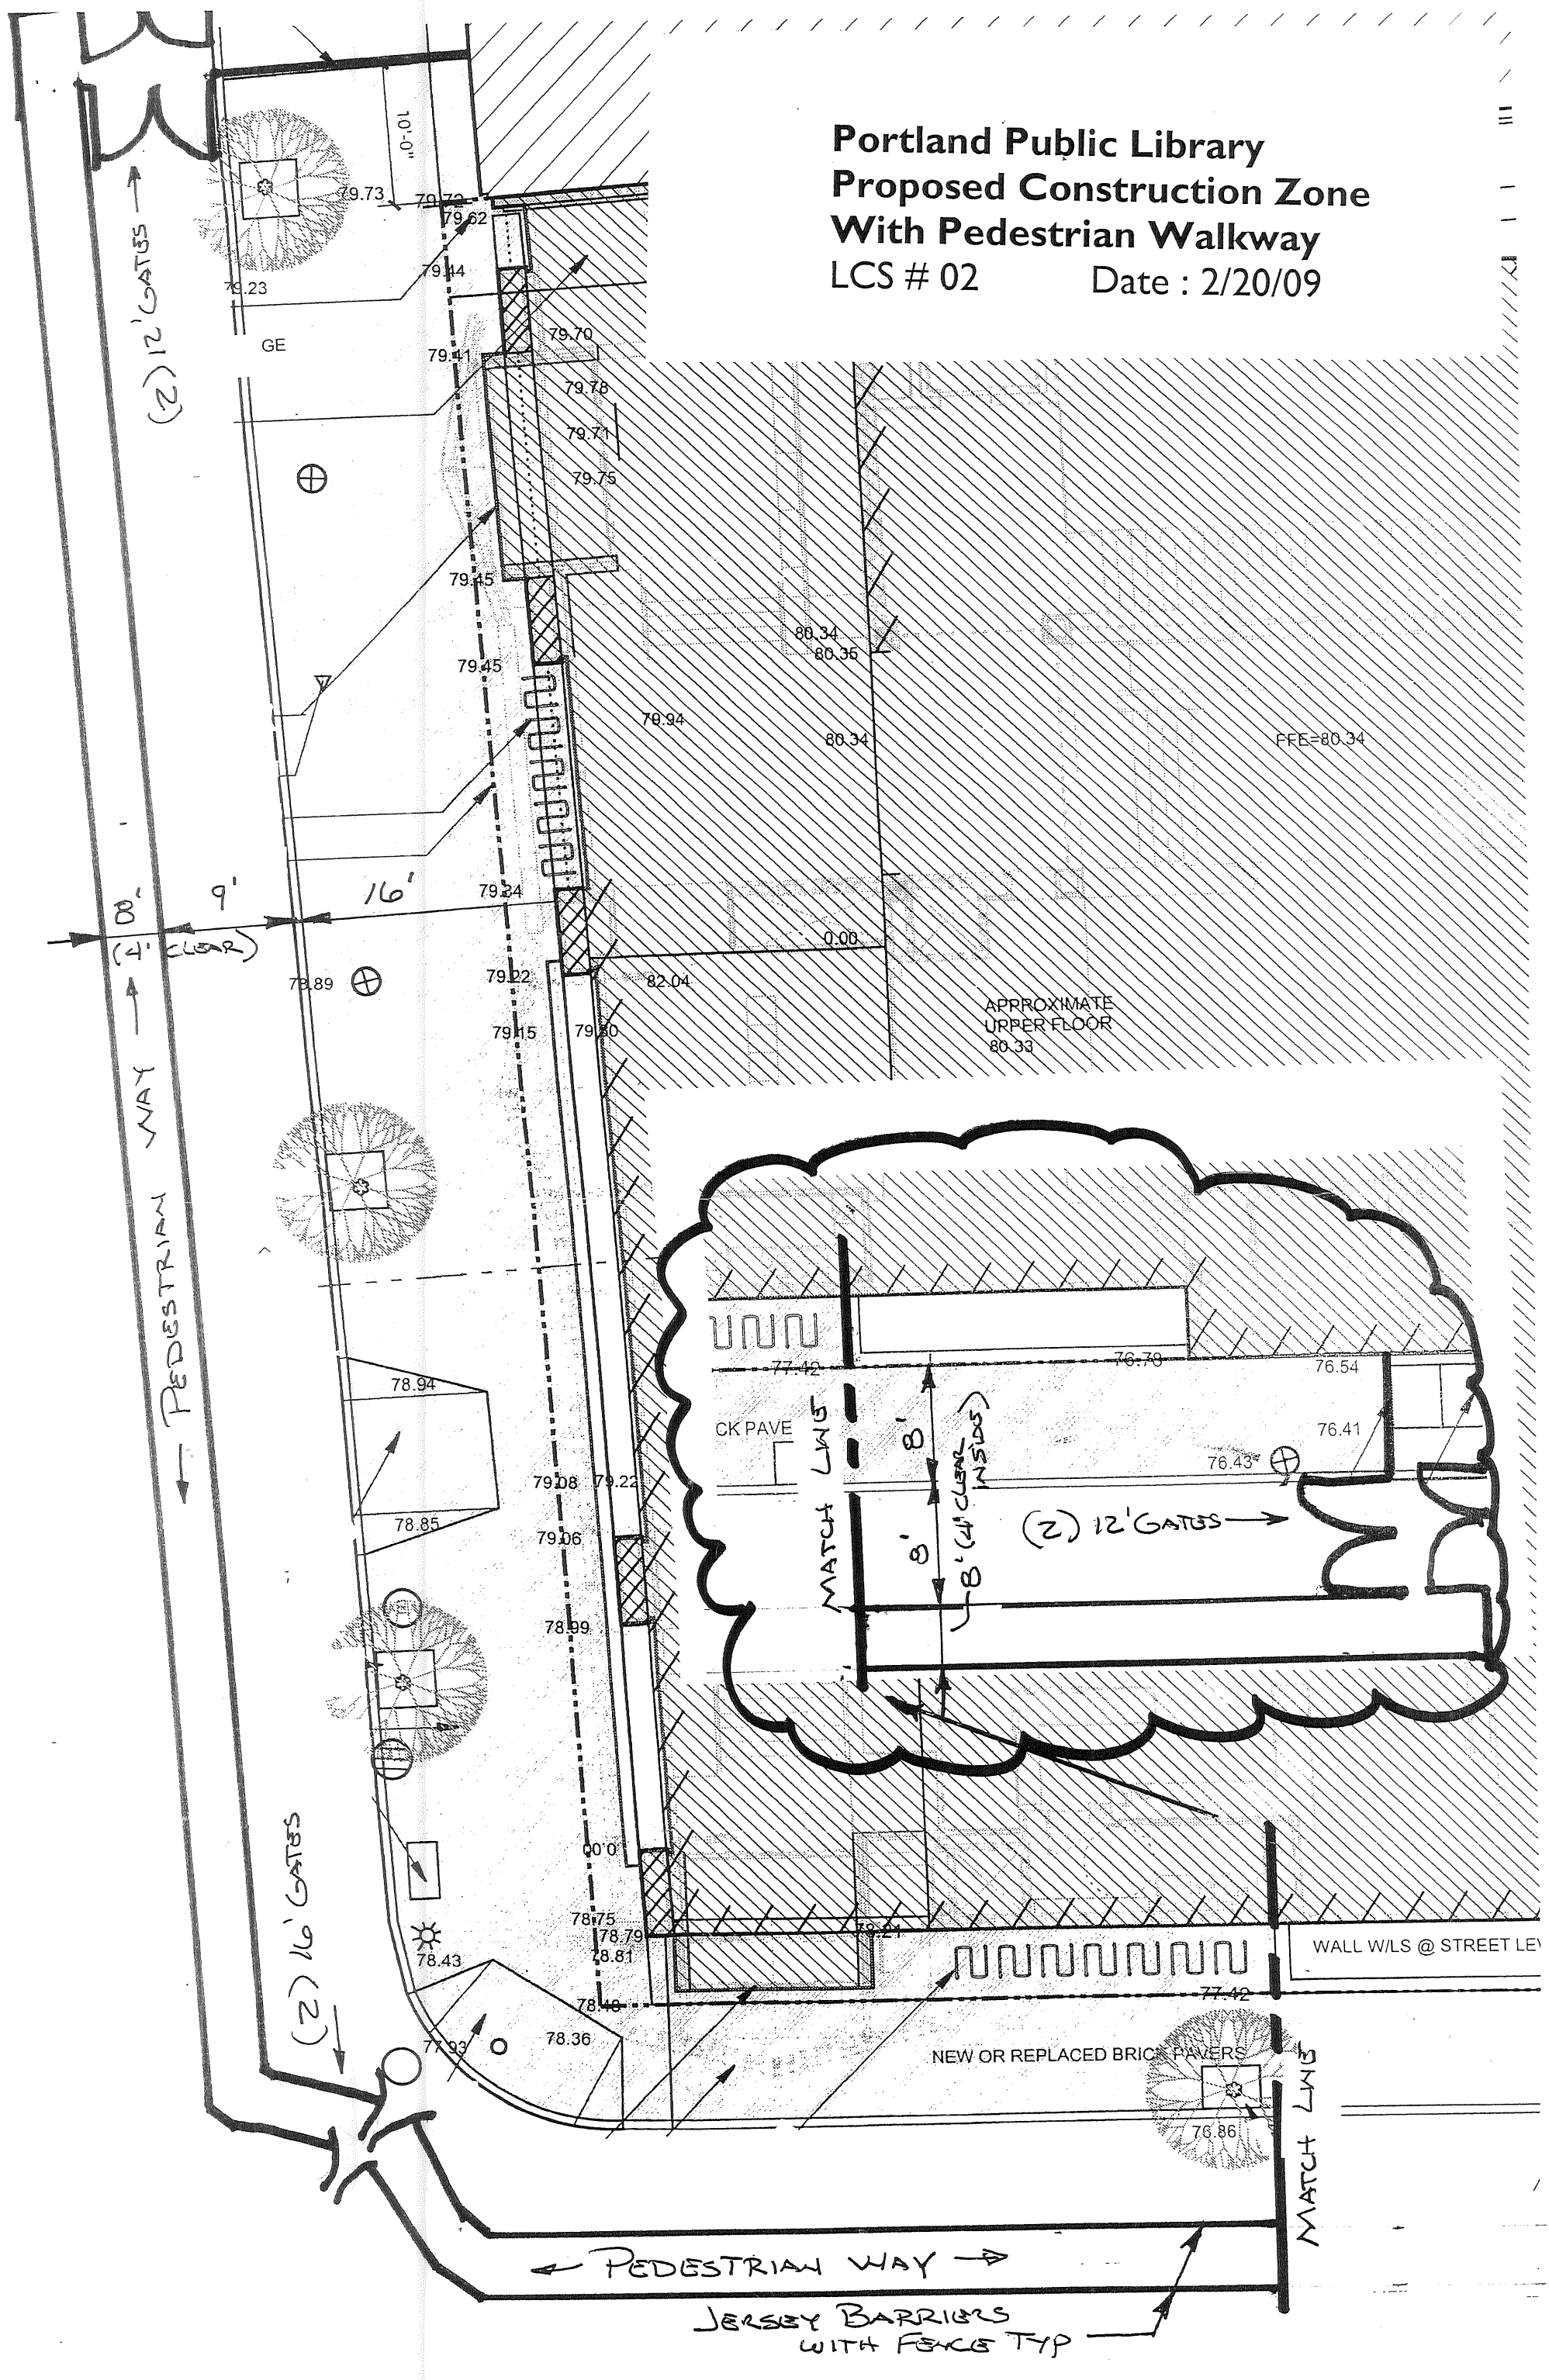 Portland Public Library
Proposed Construction Zone
With Pedestrian Walkway
LCS # 02 Date : 2/20/09
10'-0"
79.73
79.72
79.62
79.44
79.23
(2) 12' GATES →
GE
79.70
79.41
79.78
79.71
79.75
79.45
80.34
80.35
79.45
79.94
80.34
FFE=80.34
8'
9'
16'
79.34
(4' CLEAR)
0.00
78.89
79.22
82.04
79.15
APPROXIMATE
UPPER FLOOR
80.33
← PEDESTRIAN WAY →
77.42
76.78
76.54
78.94
CK PAVE
MATCH LINE
8'
8'
8' (4' CLEAR
INSIDE)
76.41
76.43
79.08
79.22
78.85
79.06
(2) 12' GATES →
78.99
(2) 16' GATES
00'0
78.75
78.79
78.21
78.81
78.43
WALL W/LS @ STREET LEV
78.48
77.42
77.93
78.36
NEW OR REPLACED BRICK PAVERS
76.86
MATCH LINE
← PEDESTRIAN WAY →
JERSEY BARRIERS
WITH FENCE TYP